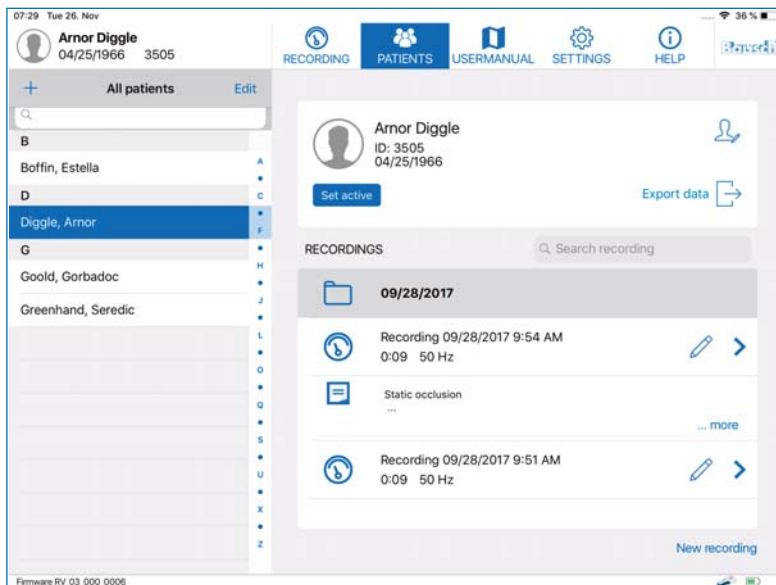 07:29 Tue 26. Nov
36 %
Arnor Diggle
04/25/1966 3505
RECORDING
PATIENTS
USERMANUAL
SETTINGS
HELP
Bausch
+ All patients Edit
B
Boffin, Estella
D
Diggle, Arnor
G
Goold, Gorbadoc
Greenhand, Seredic
A
C
F
H
J
L
O
Q
S
U
X
Z
Arnor Diggle
ID: 3505
04/25/1966
Set active
Export data
RECORDINGS
Search recording
09/28/2017
Recording 09/28/2017 9:54 AM
0:09 50 Hz
Static occlusion
...
... more
Recording 09/28/2017 9:51 AM
0:09 50 Hz
New recording
Firmware RV 03 000 0006